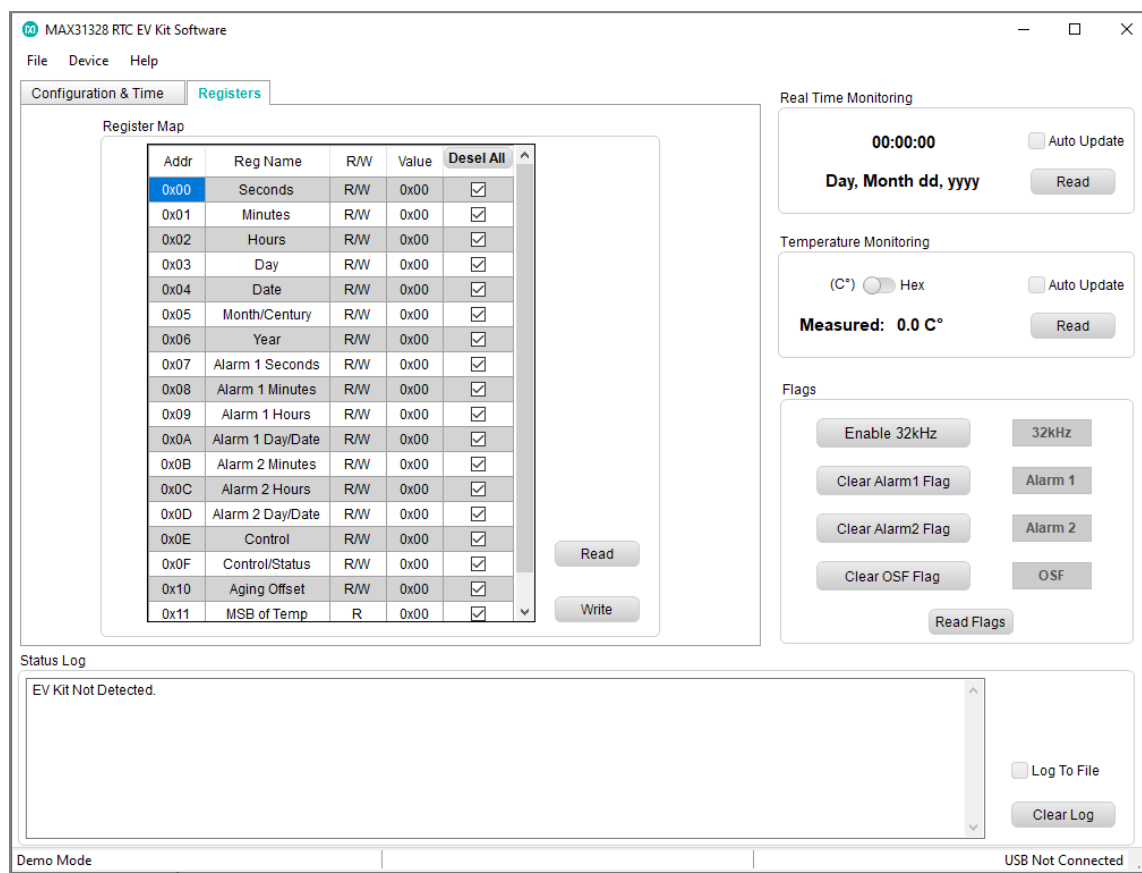 MAX31328 RTC EV Kit Software
File Device Help
Configuration & Time Registers
Register Map
Addr Reg Name R/W Value Desel All
0x00 Seconds R/W 0x00
0x01 Minutes R/W 0x00
0x02 Hours R/W 0x00
0x03 Day R/W 0x00
0x04 Date R/W 0x00
0x05 Month/Century R/W 0x00
0x06 Year R/W 0x00
0x07 Alarm 1 Seconds R/W 0x00
0x08 Alarm 1 Minutes R/W 0x00
0x09 Alarm 1 Hours R/W 0x00
0x0A Alarm 1 Day/Date R/W 0x00
0x0B Alarm 2 Minutes R/W 0x00
0x0C Alarm 2 Hours R/W 0x00
0x0D Alarm 2 Day/Date R/W 0x00
0x0E Control R/W 0x00
0x0F Control/Status R/W 0x00
0x10 Aging Offset R/W 0x00
0x11 MSB of Temp R 0x00
Read
Write
Real Time Monitoring
00:00:00 Auto Update
Day, Month dd, yyyy Read
Temperature Monitoring
(C°) Hex Auto Update
Measured: 0.0 C° Read
Flags
Enable 32kHz 32kHz
Clear Alarm1 Flag Alarm 1
Clear Alarm2 Flag Alarm 2
Clear OSF Flag OSF
Read Flags
Status Log
EV Kit Not Detected.
Log To File
Clear Log
Demo Mode USB Not Connected